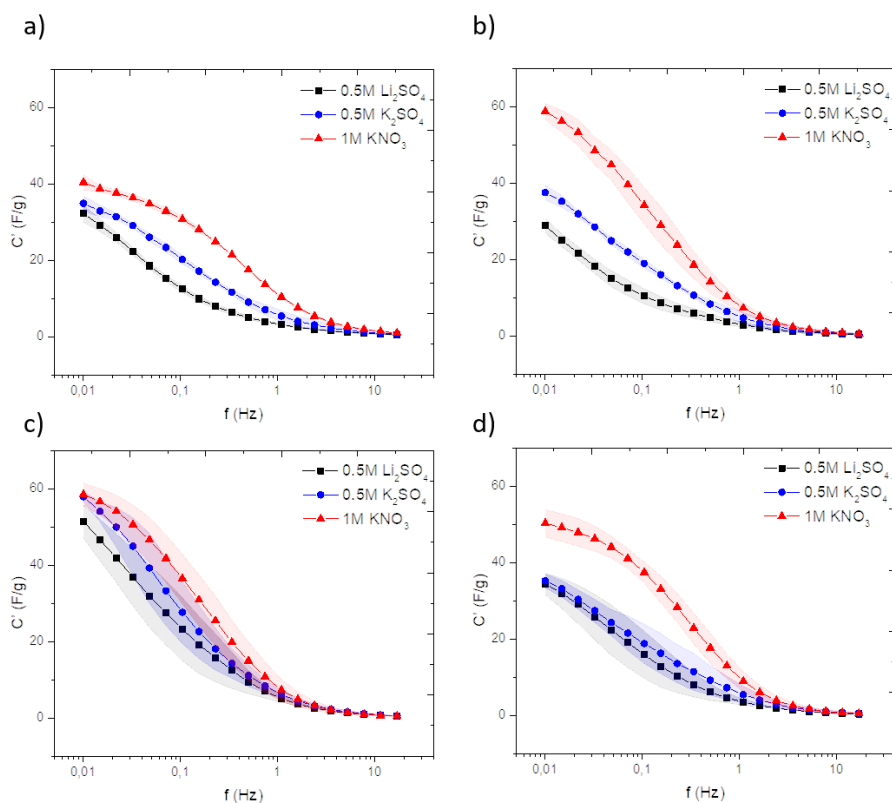 a)
0.5M Li₂SO₄
0.5M K₂SO₄
1M KNO₃
60
40
20
0
C' (F/g)
0,01
0,1
1
10
f (Hz)
b)
0.5M Li₂SO₄
0.5M K₂SO₄
1M KNO₃
60
40
20
0
C' (F/g)
0,01
0,1
1
10
f (Hz)
c)
0.5M Li₂SO₄
0.5M K₂SO₄
1M KNO₃
60
40
20
0
C' (F/g)
0,01
0,1
1
10
f (Hz)
d)
0.5M Li₂SO₄
0.5M K₂SO₄
1M KNO₃
60
40
20
0
C' (F/g)
0,01
0,1
1
10
f (Hz)